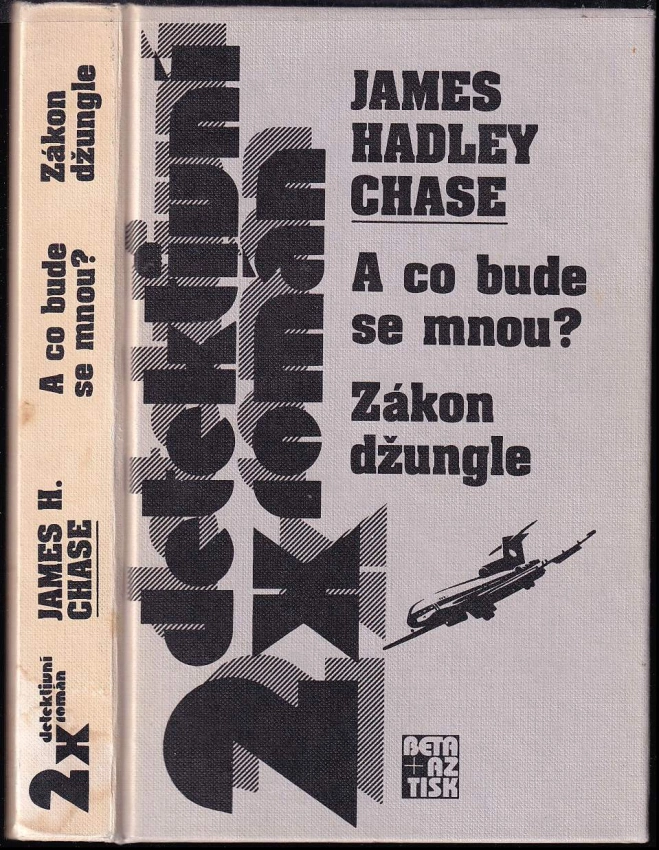 Zákon
džungle
A co bude
se mnou?
JAMES H.
CHASE
detektivní
román
2x
2x
detektivní
román
JAMES
HADLEY
CHASE
A co bude
se mnou?
Zákon
džungle
BETA
+AZ
TISK